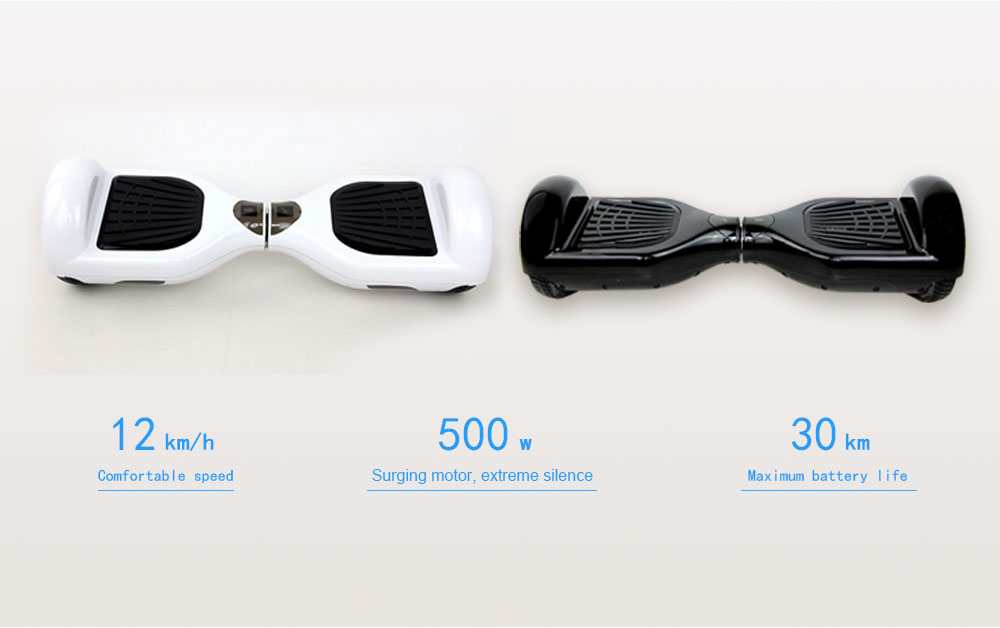 12 km/h
Comfortable speed
500 w
Surging motor, extreme silence
30 km
Maximum battery life